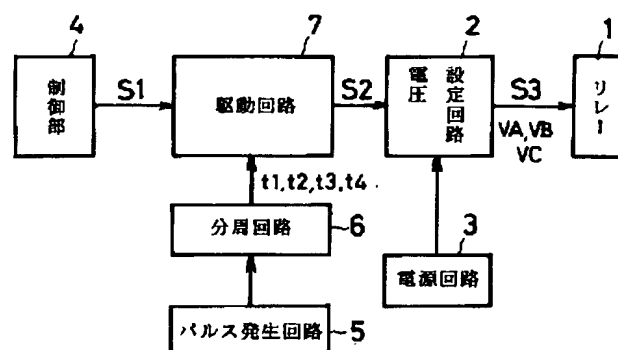 4
制御部
S1
7
駆動回路
S2
2
電圧
設定回路
S3
VA,VB
VC
1
リレー
t1,t2,t3,t4
分周回路
6
3
電源回路
パルス発生回路
5